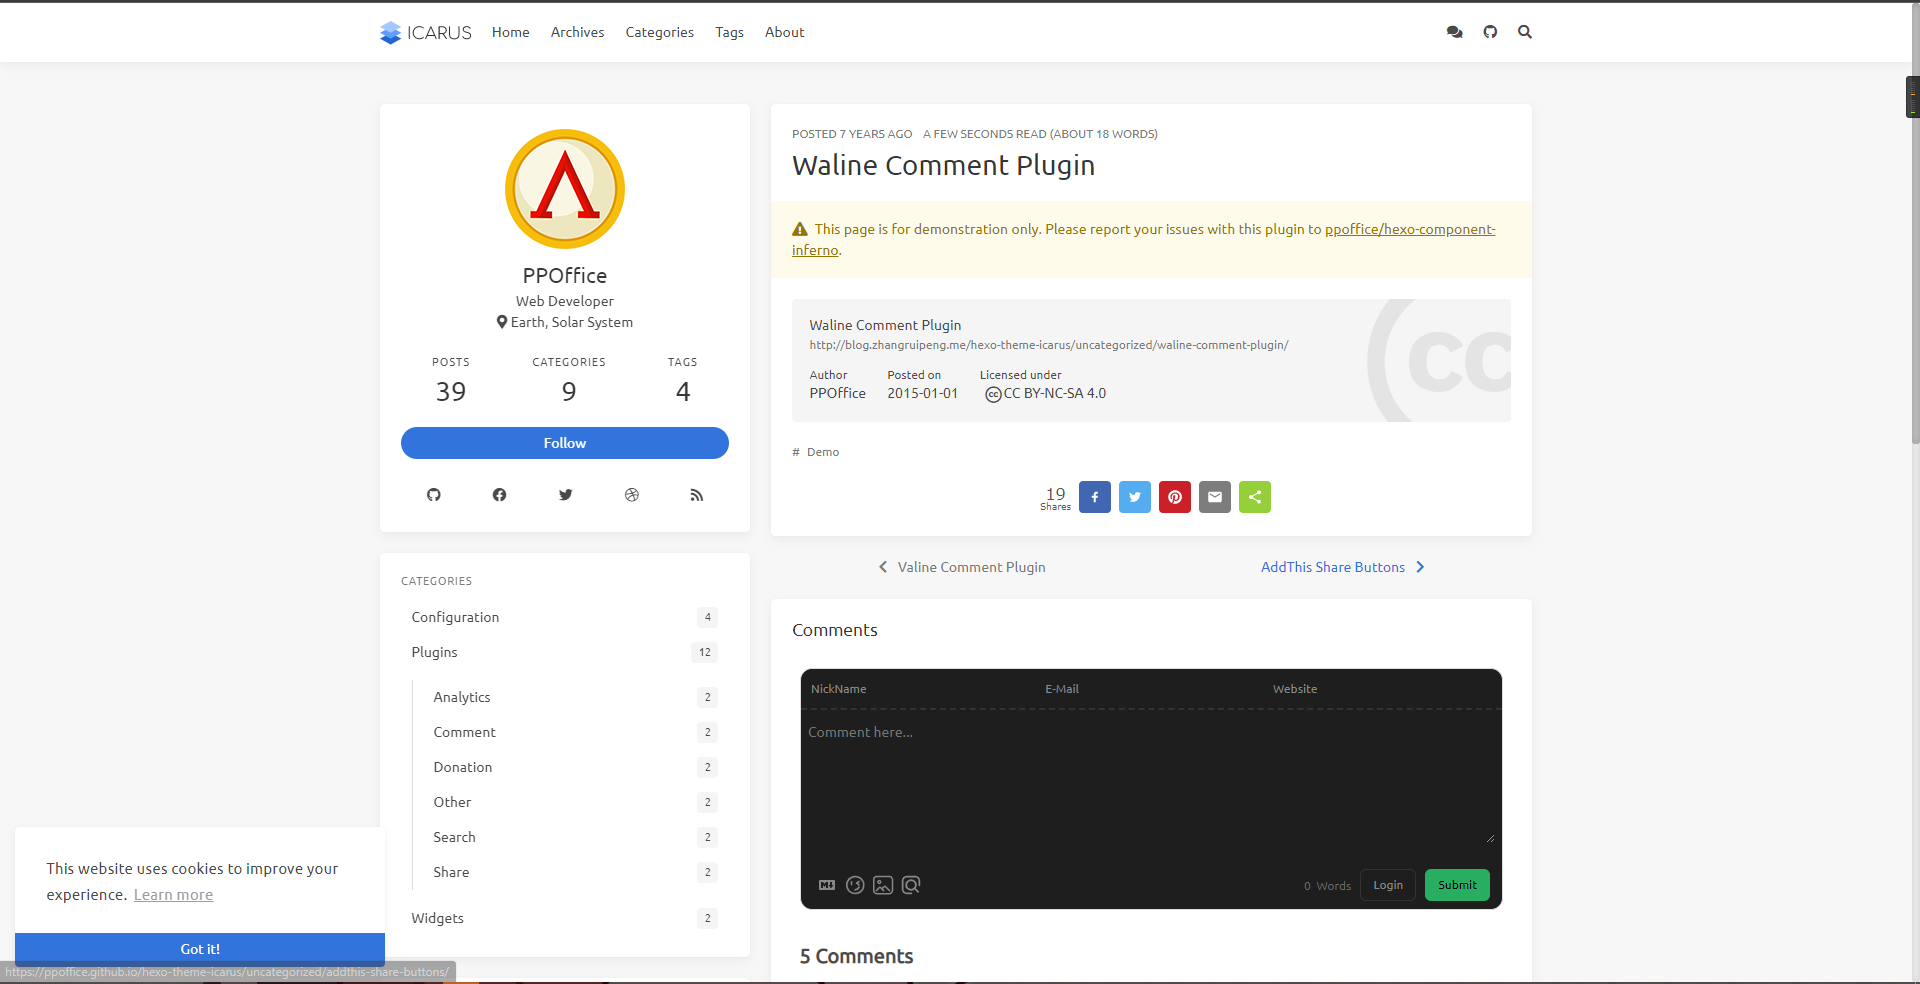 ICARUS Home Archives Categories Tags About
PPOffice
Web Developer
Earth, Solar System
POSTS CATEGORIES TAGS
39 9 4
Follow
CATEGORIES
Configuration 4
Plugins 12
Analytics 2
Comment 2
Donation 2
Other 2
Search 2
Share 2
Widgets 2
POSTED 7 YEARS AGO A FEW SECONDS READ (ABOUT 18 WORDS)
Waline Comment Plugin
This page is for demonstration only. Please report your issues with this plugin to ppoffice/hexo-component-
inferno.
Waline Comment Plugin
http://blog.zhangruipeng.me/hexo-theme-icarus/uncategorized/waline-comment-plugin/
Author Posted on Licensed under
PPOffice 2015-01-01 CC BY-NC-SA 4.0
cc
# Demo
19
Shares
Valine Comment Plugin AddThis Share Buttons
Comments
NickName E-Mail Website
Comment here...
0 Words Login Submit
5 Comments
This website uses cookies to improve your
experience. Learn more
Got it!
https://ppoffice.github.io/hexo-theme-icarus/uncategorized/addthis-share-buttons/